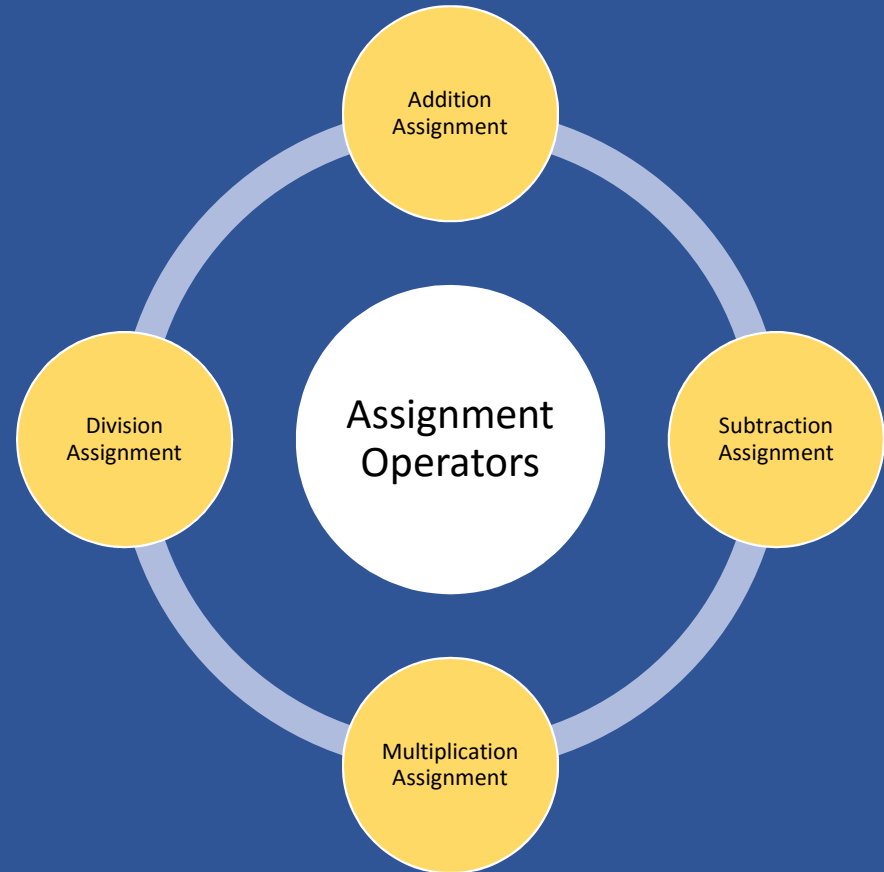 Addition
Assignment
Division
Assignment
Assignment
Operators
Subtraction
Assignment
Multiplication
Assignment